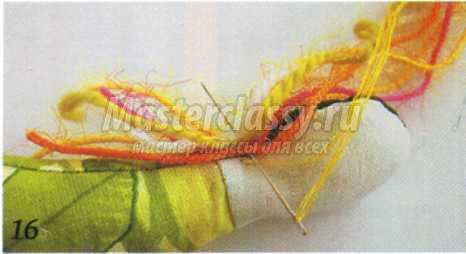 Masterclassy.ru
мастер-классы для всех
16